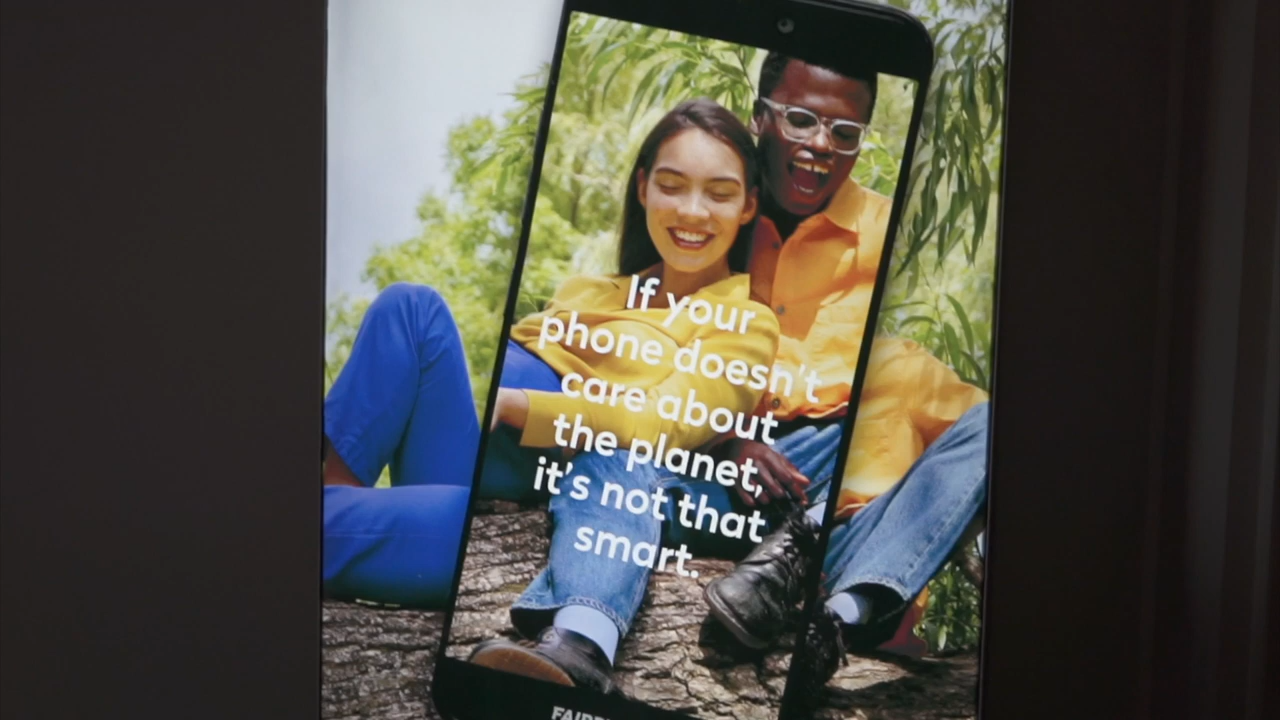 If your
phone doesn't
care about
the planet,
it's not that
smart.